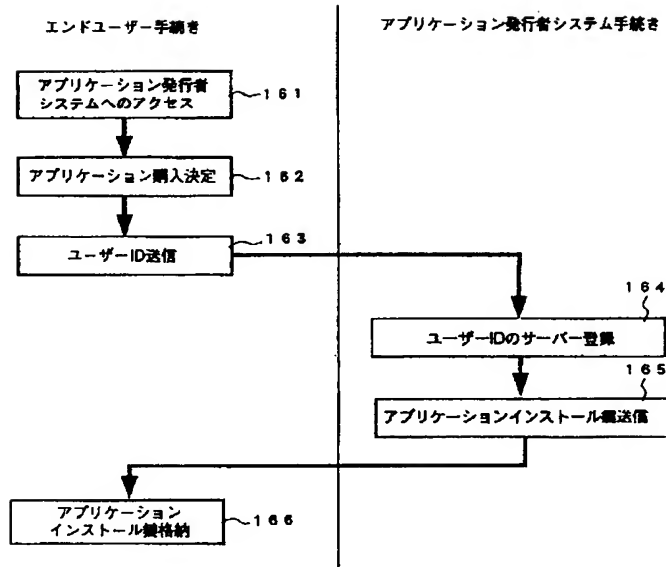 エンドユーザー手続き
アプリケーション発行者システム手続き
アプリケーション発行者
システムへのアクセス
161
アプリケーション購入決定
162
ユーザーID送信
163
164
ユーザーIDのサーバー登録
165
アプリケーションインストール鍵送信
アプリケーション
インストール鍵格納
166